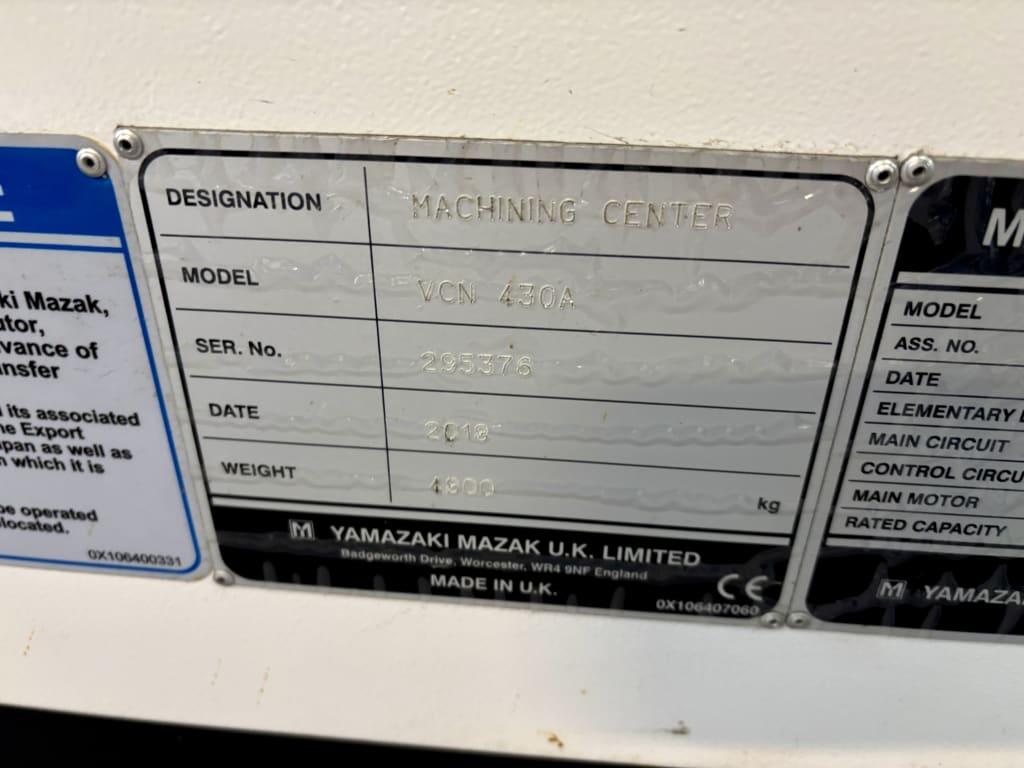 ki Mazak,
utor,
vance of
nsfer
its associated
he Export
pan as well as
n which it is
be operated
located.
0X106400331
DESIGNATION MACHINING CENTER
MODEL VCN 430A
SER. No. 295376
DATE
WEIGHT kg
M YAMAZAKI MAZAK U.K. LIMITED
Badgeworth Drive, Worcester, WR4 9NF England
MADE IN U.K.
CE
0X106407060
M
MODEL
ASS. NO.
DATE
ELEMENTARY
MAIN CIRCUIT
CONTROL CIRCU
MAIN MOTOR
RATED CAPACITY
M YAMAZA